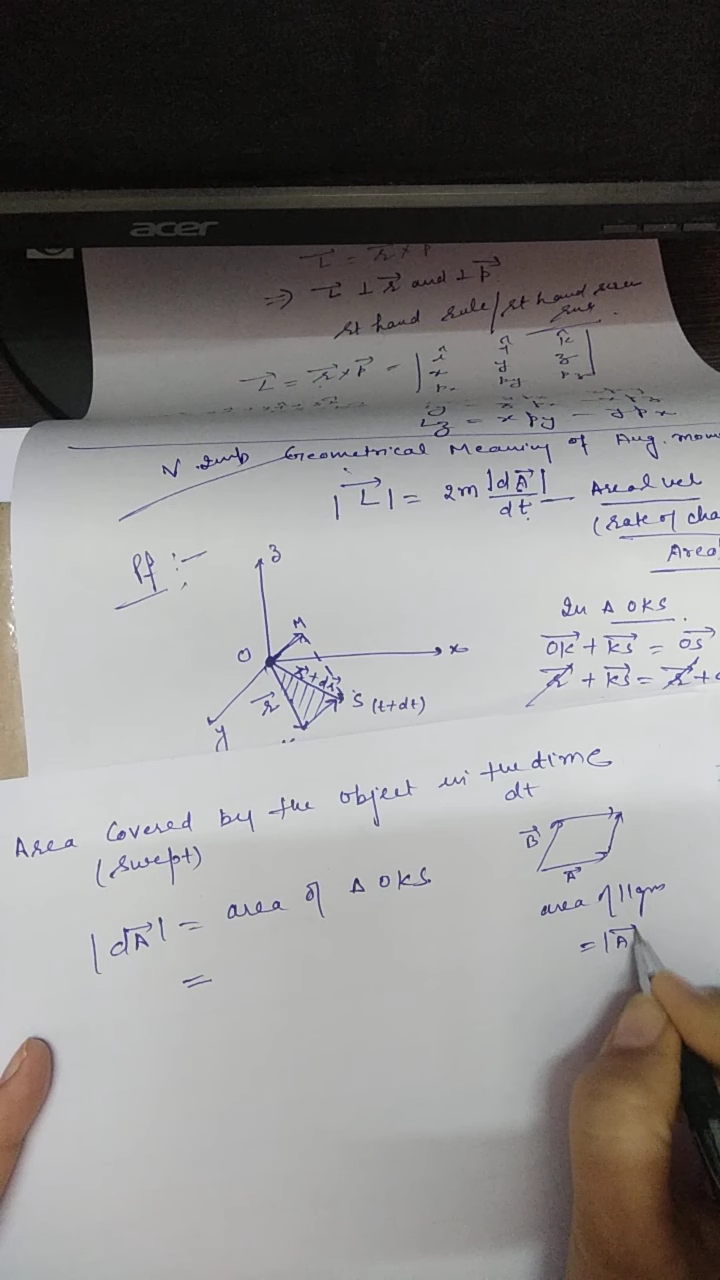 acer
L⃗ = r⃗ × p⃗
⇒ L⃗ ⊥ r⃗ and ⊥ p⃗
rt hand rule/rt hand screw
L⃗ = r⃗ × p⃗ = | î ĵ k̂
x y z
px py pz |
Lz = x py − y px
V. Imp Geometrical Meaning of Ang. mom
|L⃗| = 2m |dA⃗|/dt — Areal vel
(rate of cha
Area
Pf :-
z
M
O
x
r⃗+dr⃗
r⃗
S (t+dt)
y
In Δ OKS
OK⃗ + KS⃗ = OS⃗
r⃗ + KS⃗ = r⃗ +
Area covered by the object in the time
(swept)
dt
B⃗
A⃗
|dA⃗| = area of Δ OKS
=
area of llgm
= |A⃗